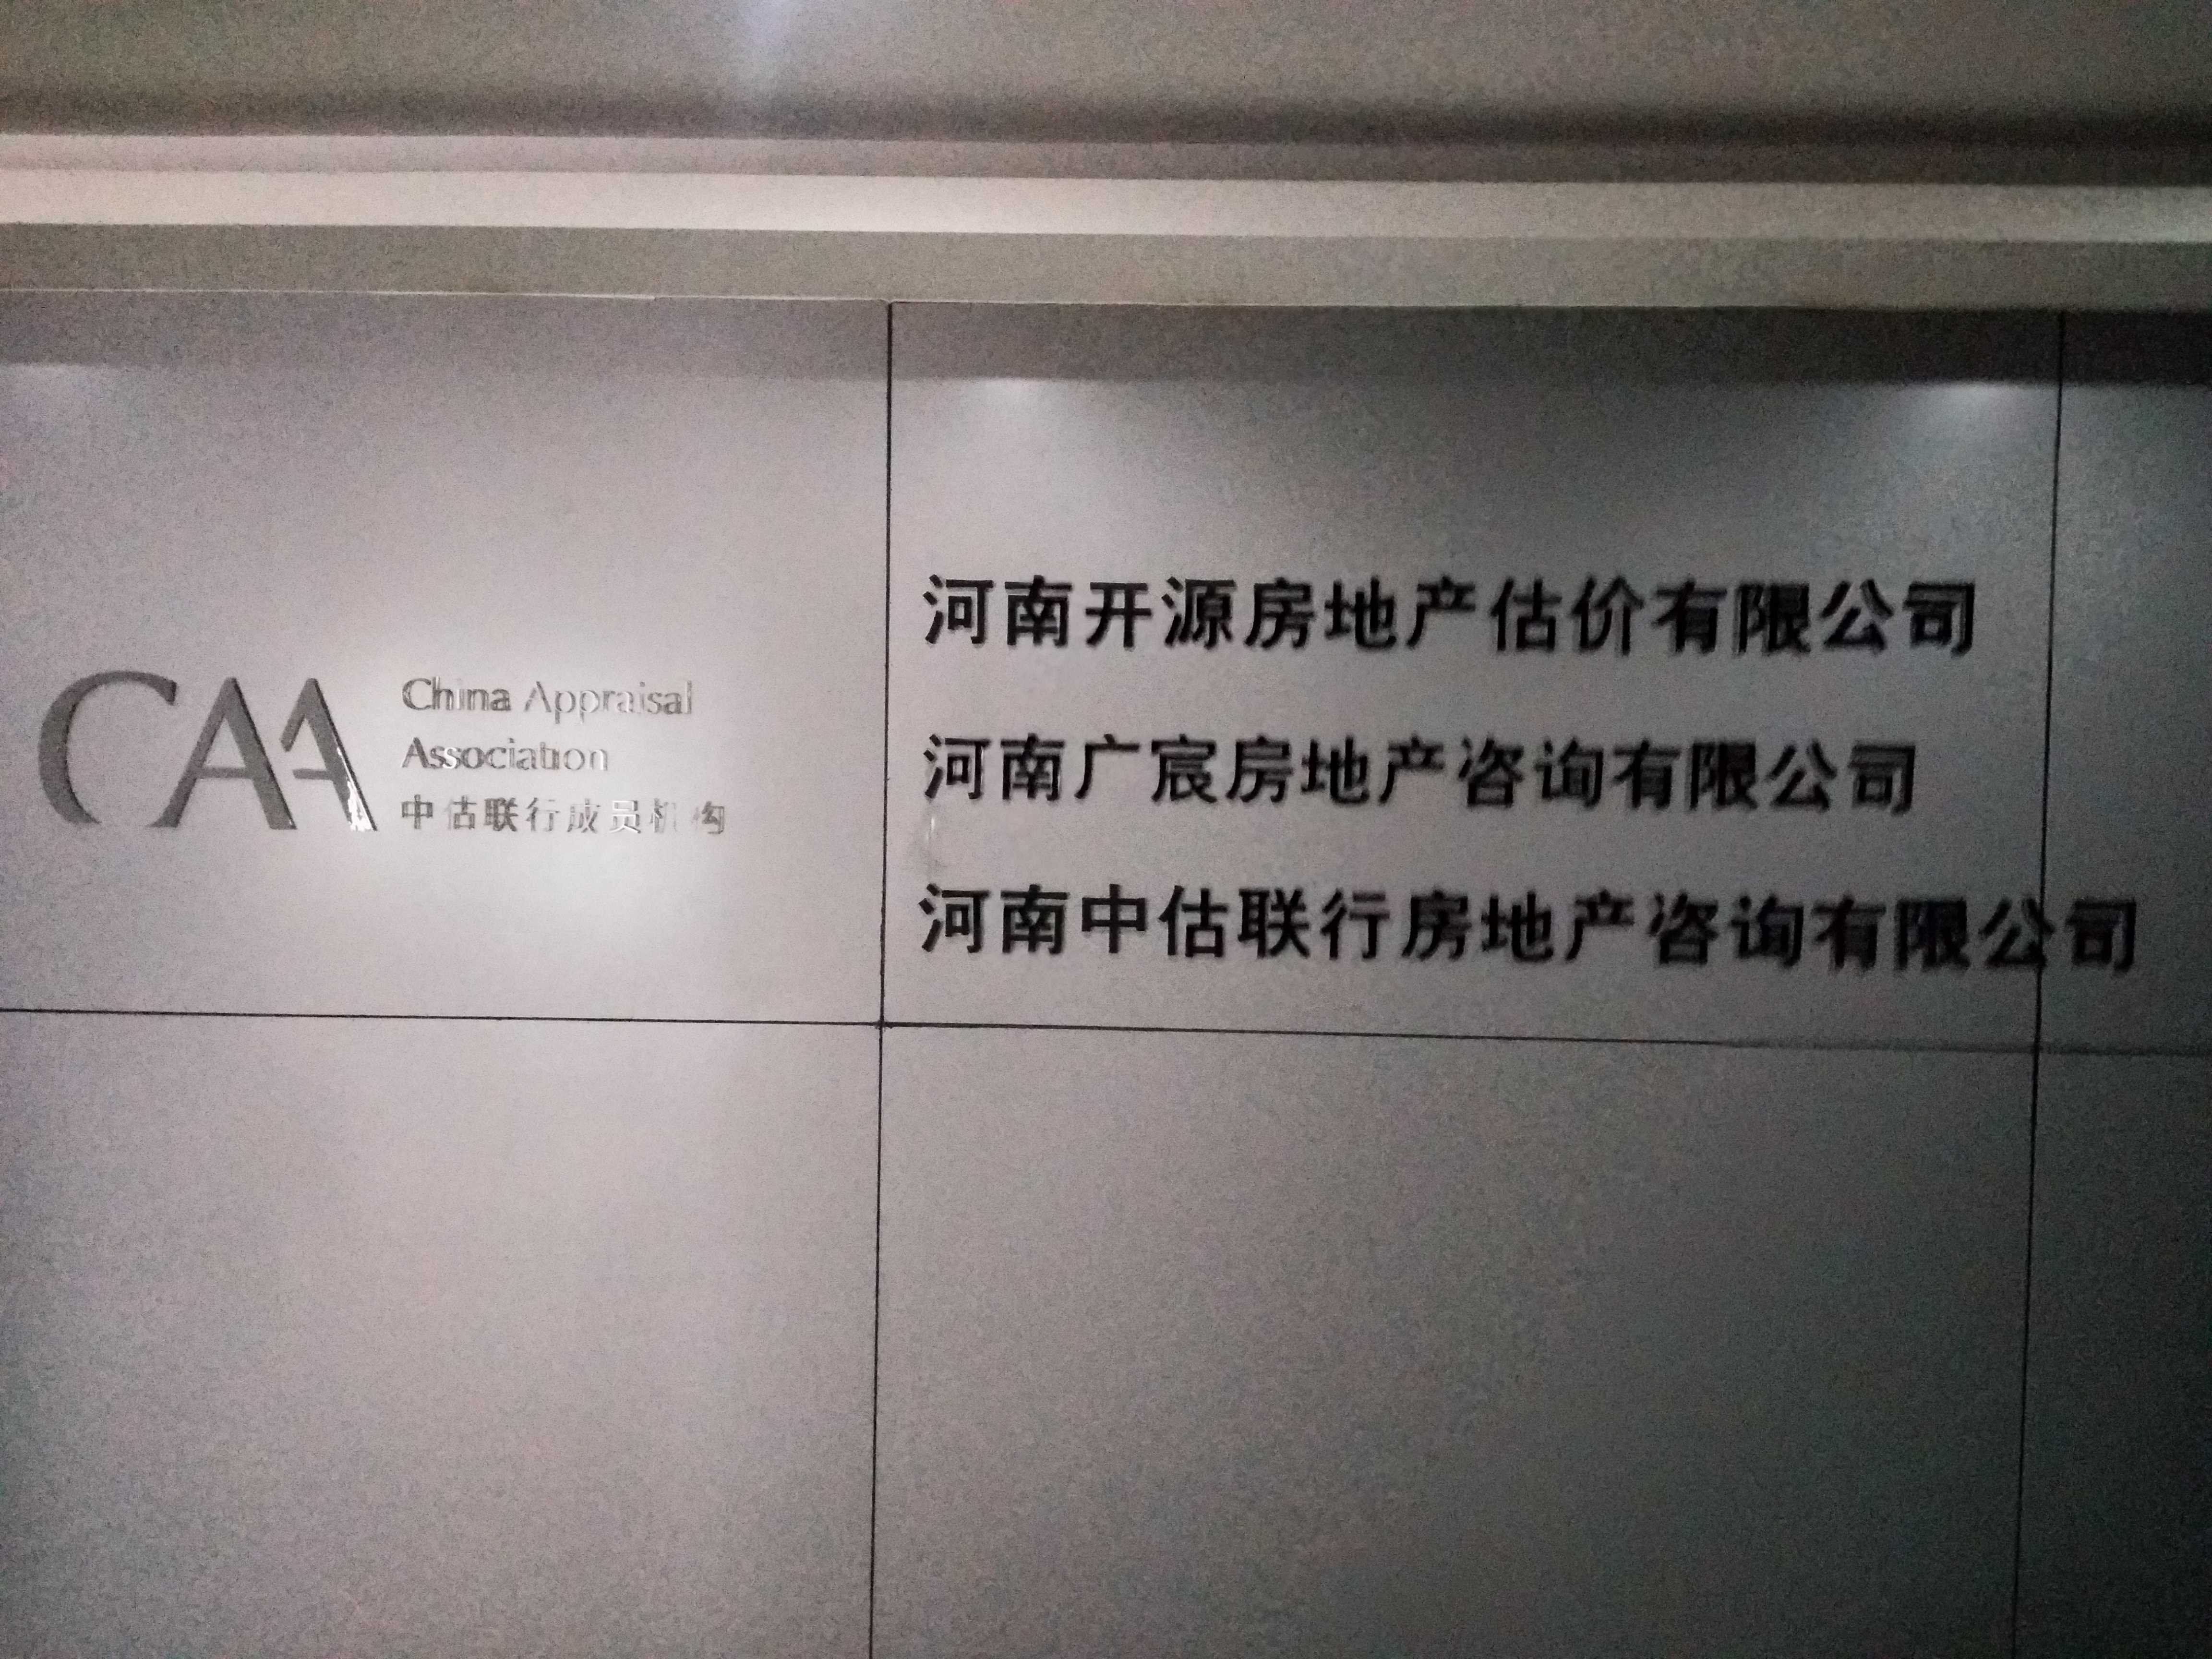 CAA
China Appraisal
Association
中估联行成员机构
河南开源房地产估价有限公司
河南广宸房地产咨询有限公司
河南中估联行房地产咨询有限公司